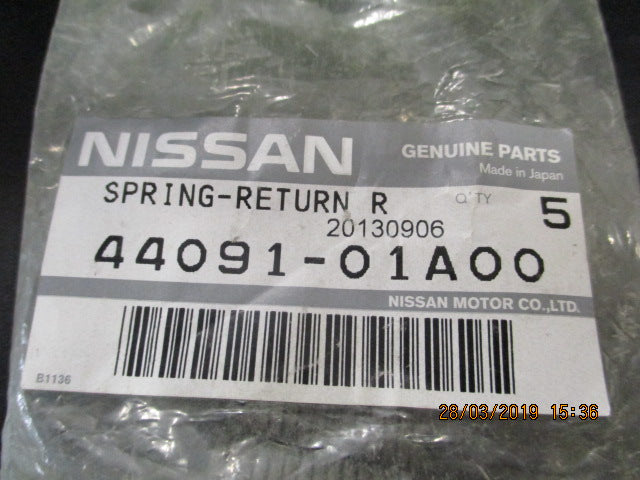 NISSAN GENUINE PARTS
Made in Japan
SPRING-RETURN R Q'TY 5
20130906
44091-01A00
NISSAN MOTOR CO.,LTD.
B1136
28/03/2019 15:36